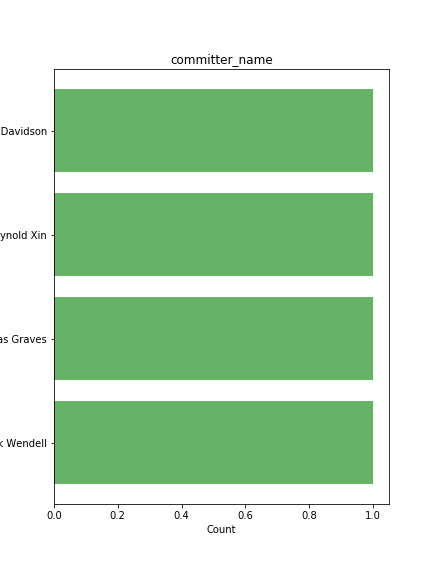 committer_name
Davidson
ynold Xin
as Graves
k Wendell
0.0 0.2 0.4 0.6 0.8 1.0
Count